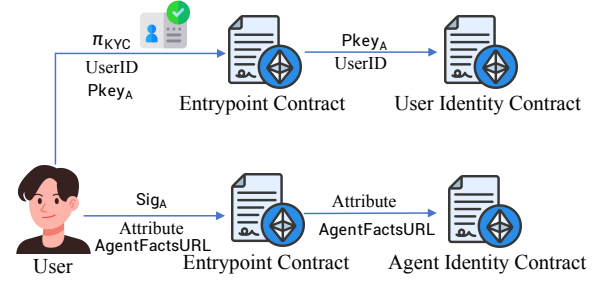 π_KYC
UserID
Pkey_A
Entrypoint Contract
Pkey_A
UserID
User Identity Contract
User
Sig_A
Attribute
AgentFactsURL
Entrypoint Contract
Attribute
AgentFactsURL
Agent Identity Contract